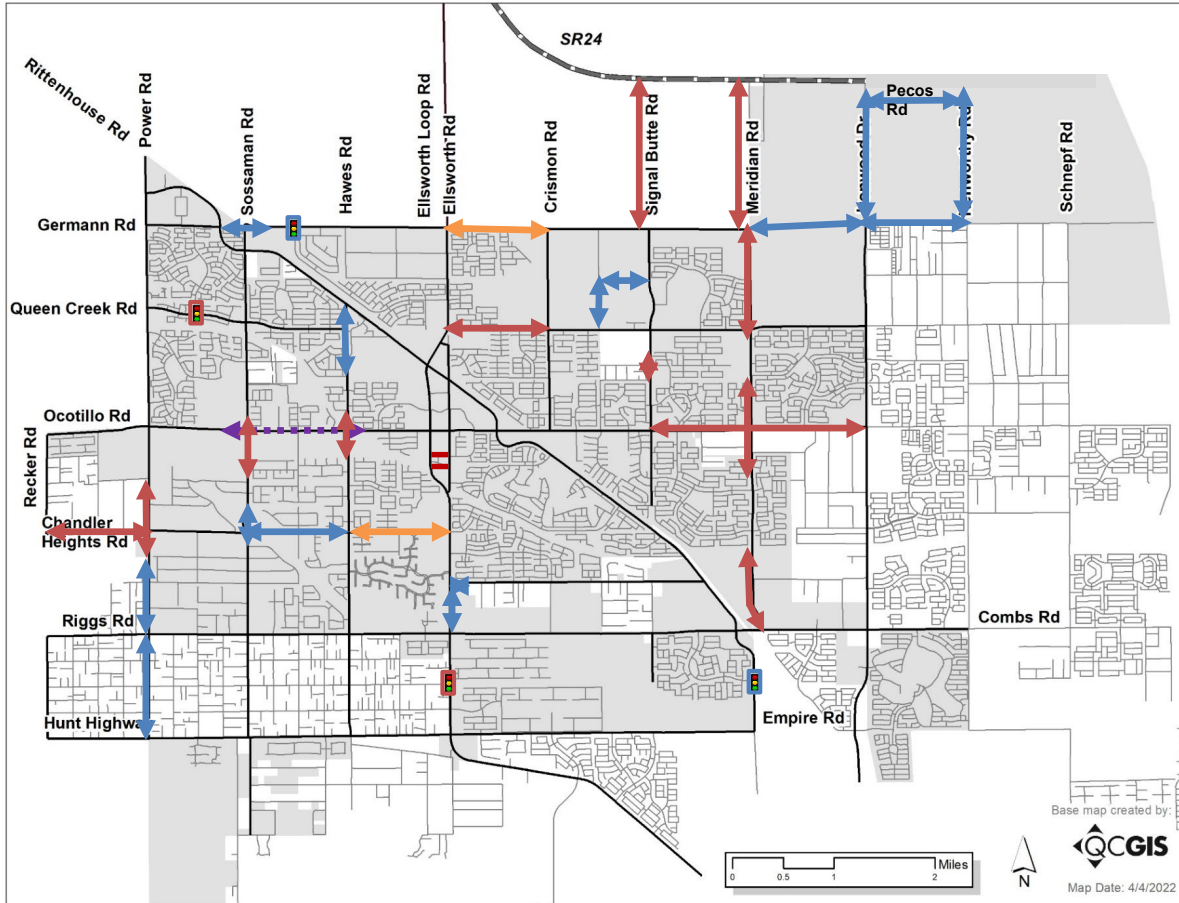 SR24
Rittenhouse Rd
Power Rd
Sossaman Rd
Hawes Rd
Ellsworth Loop Rd
Ellsworth Rd
Crismon Rd
Signal Butte Rd
Meridian Rd
Pecos
Rd
Schnepf Rd
Germann Rd
Queen Creek Rd
Ocotillo Rd
Recker Rd
Chandler
Heights Rd
Riggs Rd
Combs Rd
Hunt Highwa
Empire Rd
Base map created by:
QCGIS
Miles
0 0.5 1 2
N
Map Date: 4/4/2022